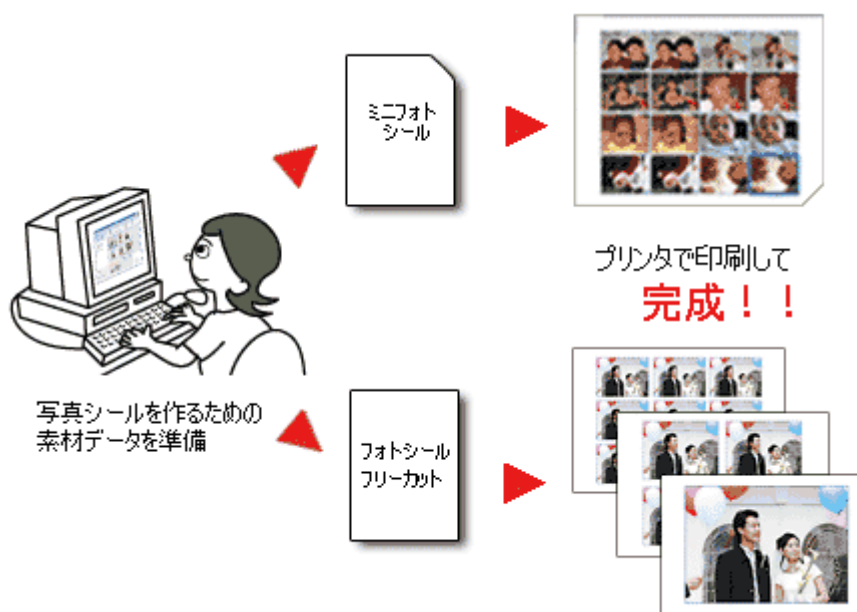 ミニフォト
シール
プリンタで印刷して
完成！！
写真シールを作るための
素材データを準備
フォトシール
フリーカット